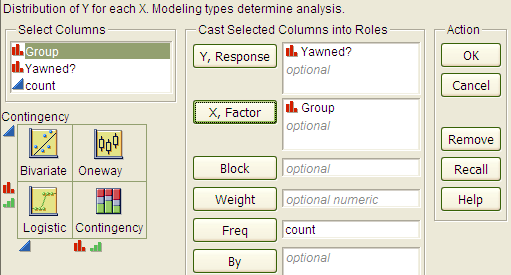 Distribution of Y for each X. Modeling types determine analysis.
Select Columns
Group
Yawned?
count
Contingency
Bivariate
Oneway
Logistic
Contingency
Cast Selected Columns into Roles
Y, Response
Yawned?
optional
X, Factor
Group
optional
Block
optional
Weight
optional numeric
Freq
count
By
optional
Action
OK
Cancel
Remove
Recall
Help